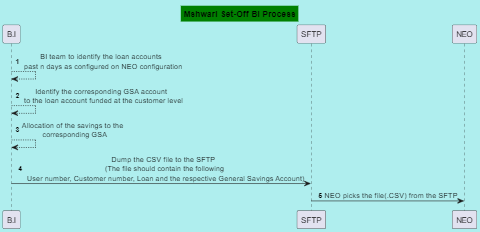 Mahwari Set-Off BI Process
B.I
SFTP
NEO
1 BI team to identify the loan accounts
past n days as configured on NEO configuration
2 Identify the corresponding GSA account
to the loan account funded at the customer level
3 Allocation of the savings to the
corresponding GSA
4 Dump the CSV file to the SFTP
(The file should contain the following
User number, Customer number, Loan and the respective General Savings Account)
5 NEO picks the file(.CSV) from the SFTP
B.I
SFTP
NEO